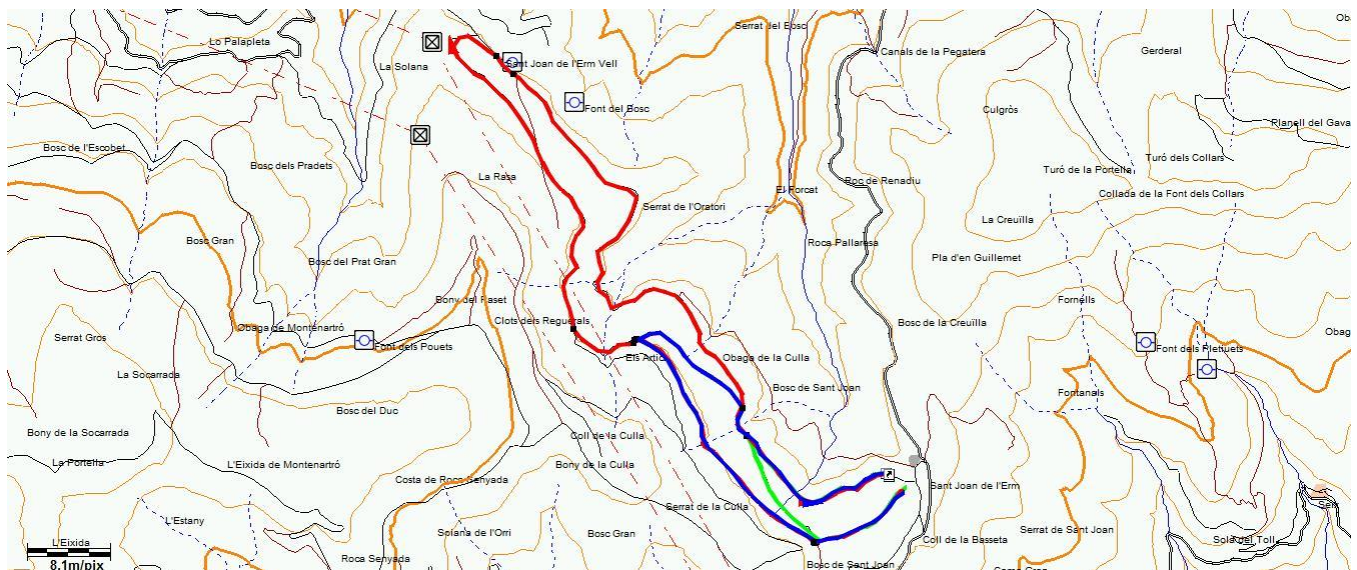 Serrat del Bosc
Lo Palapleta
Canals de la Pegatera
Gerderal
La Solana
Sant Joan de l'Erm Vell
Font del Bosc
Culgròs
Planell del Gava
Bosc de l'Escobet
Bosc dels Pradets
Turó dels Collars
Turó de la Portella
La Rasa
Roc de Renadiu
El Forcat
Collada de la Font dels Collars
Serrat de l'Oratori
La Creuïlla
Bosc Gran
Roca Pallaresa
Bosc del Prat Gran
Pla d'en Guillemet
Bony del Raset
Fornells
Clots dels Reguerals
Bosc de la Creuïlla
Obaga de Montenartró
Obag
Serrat Gros
Font dels Pouets
Font dels Pletiuets
Els Artic
Obaga de la Culla
La Socarrada
Bosc de Sant Joan
Fontanals
Bosc del Duc
Bony de la Socarrada
Coll de la Culla
La Portella
L'Eixida de Montenartró
Bony de la Culla
Costa de Roca Senyada
Sant Joan de l'Erm
Serrat de la Culla
L'Estany
Solana de l'Orri
Bosc Gran
Serrat de Sant Joan
L'Eixida
Coll de la Basseta
Sola del Toll
Roca Senyada
Bosc de Sant Joan
8.1m/pix